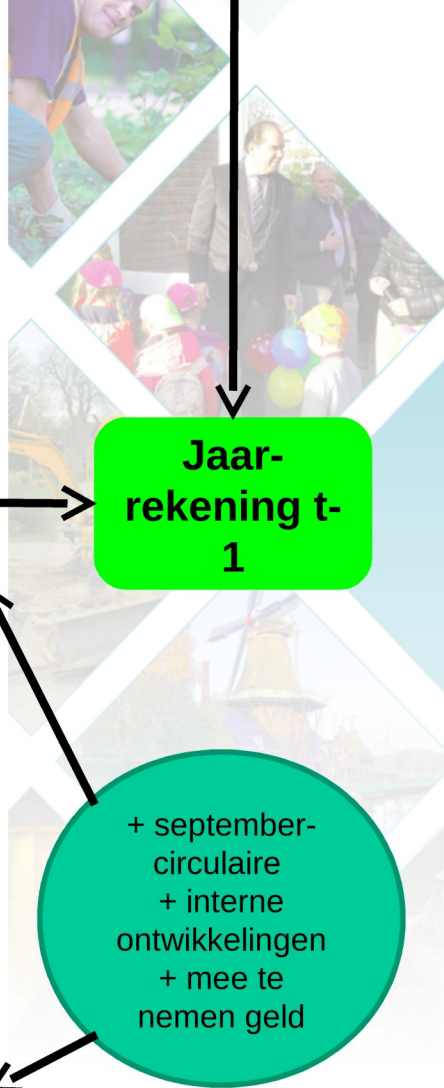 Jaar-
rekening t-
1
+ september-
circulaire
+ interne
ontwikkelingen
+ mee te
nemen geld